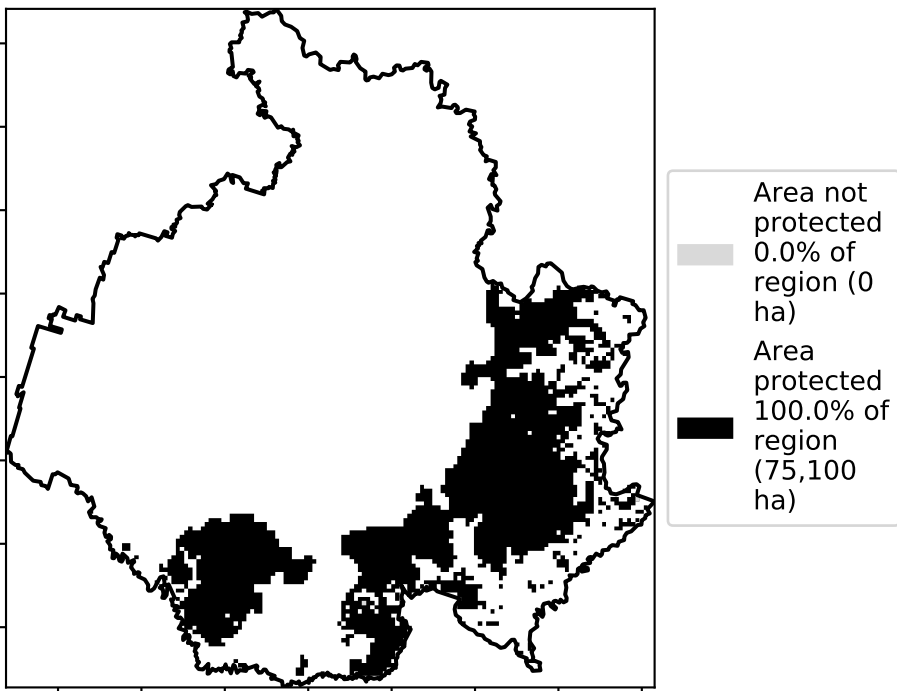 Area not
protected
0.0% of
region (0
ha)
Area
protected
100.0% of
region
(75,100
ha)